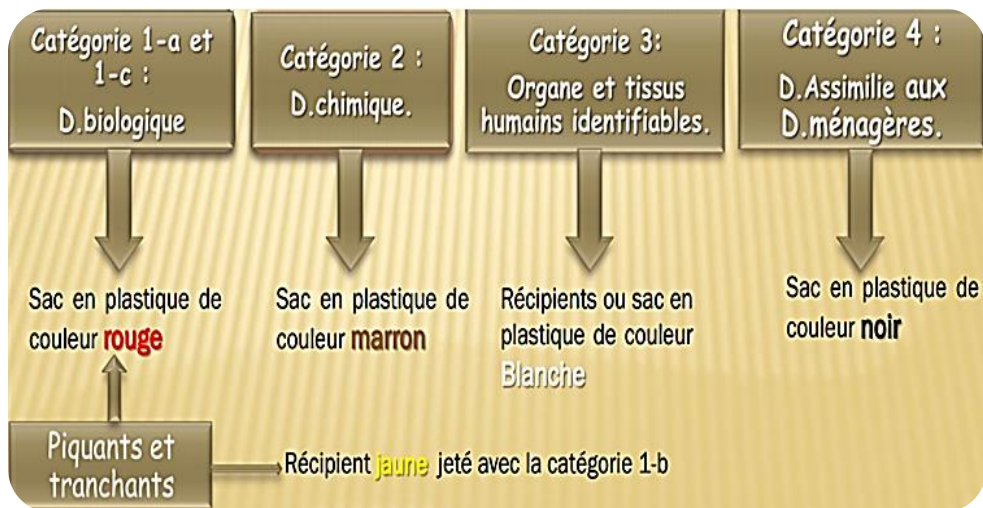 Catégorie 1-a et
1-c :
D.biologique
Catégorie 2 :
D.chimique.
Catégorie 3:
Organe et tissus
humains identifiables.
Catégorie 4 :
D.Assimilie aux
D.ménagères.
Sac en plastique de
couleur rouge
Sac en plastique de
couleur marron
Récipients ou sac en
plastique de couleur
Blanche
Sac en plastique de
couleur noir
Piquants et
tranchants
Récipient jaune jeté avec la catégorie 1-b